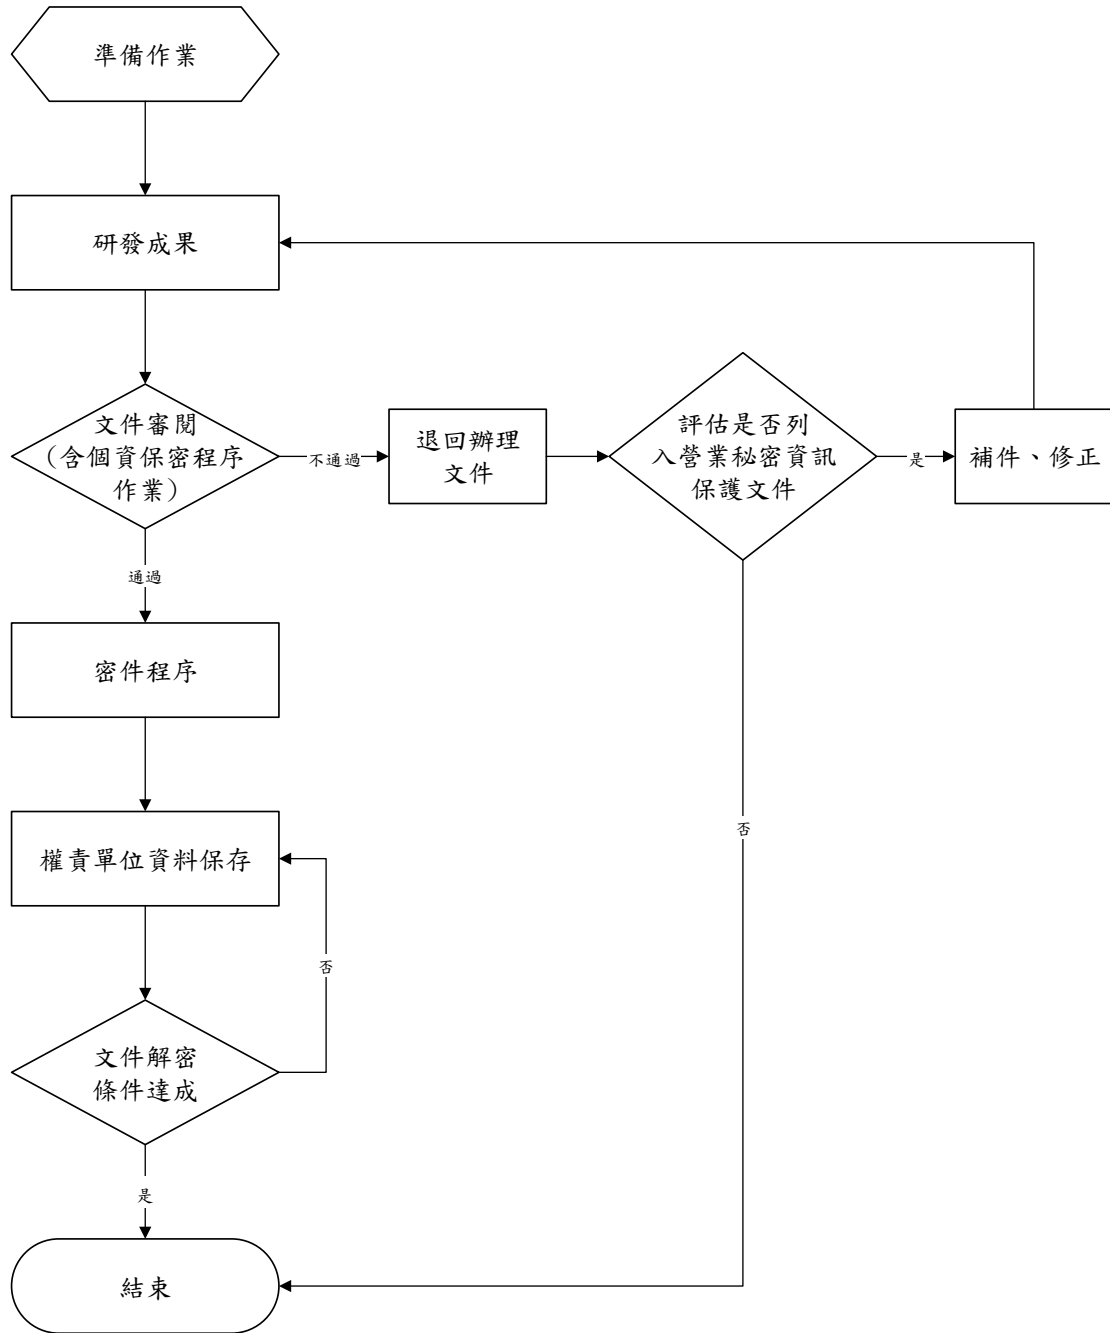 準備作業
研發成果
文件審閱
（含個資保密程序
作業）
不通過
退回辦理
文件
評估是否列
入營業秘密資訊
保護文件
是
補件、修正
通過
密件程序
否
權責單位資料保存
否
文件解密
條件達成
是
結束